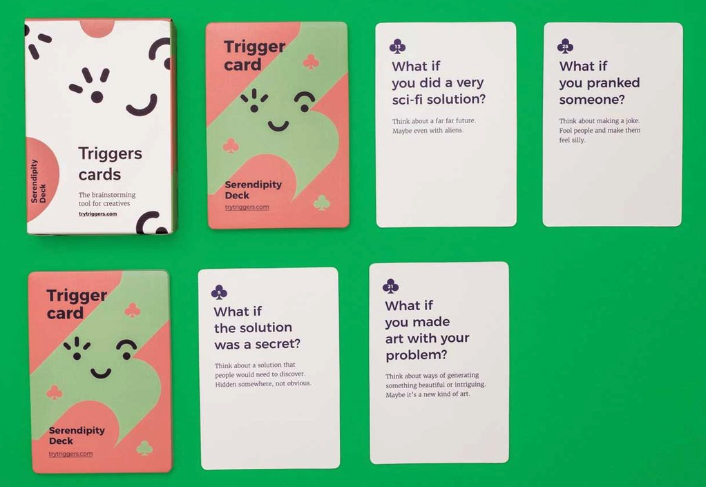 Serendipity
Deck
Triggers
cards
The brainstorming
tool for creatives
trytriggers.com
Trigger
card
Serendipity
Deck
trytriggers.com
13
What if
you did a very
sci-fi solution?
Think about a far far future.
Maybe even with aliens.
What if
you pranked
someone?
Think about making a joke.
Fool people and make them
feel silly.
Trigger
card
Serendipity
Deck
trytriggers.com
What if
the solution
was a secret?
Think about a solution that
people would need to discover.
Hidden somewhere, not obvious.
21
What if
you made
art with your
problem?
Think about ways of generating
something beautiful or intriguing.
Maybe it's a new kind of art.